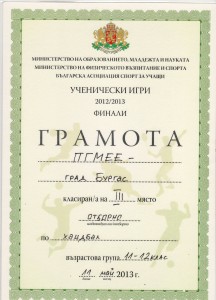 МИНИСТЕРСТВО НА ОБРАЗОВАНИЕТО, МЛАДЕЖТА И НАУКАТА
МИНИСТЕРСТВО НА ФИЗИЧЕСКОТО ВЪЗПИТАНИЕ И СПОРТА
БЪЛГАРСКА АСОЦИАЦИЯ СПОРТ ЗА УЧАЩИ
УЧЕНИЧЕСКИ ИГРИ
2012/2013
ФИНАЛИ
ГРАМОТА
ПГМЕЕ -
град Бургас
класиран/а на III място
отборно
по хандбал
възрастова група 11-12 клас
11 май 2013 г.